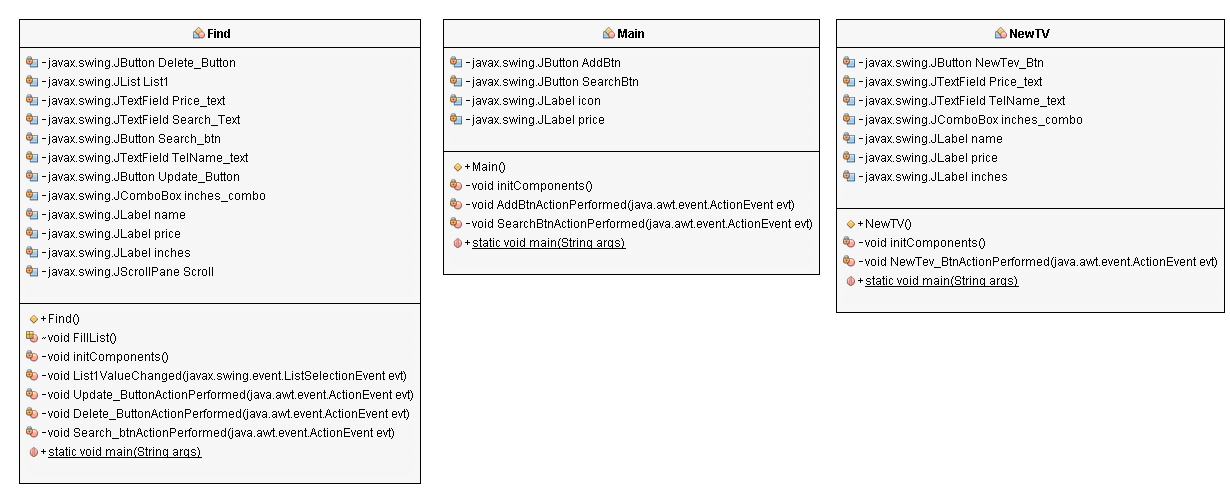 Find
-javax.swing.JButton Delete_Button
-javax.swing.JList List1
-javax.swing.JTextField Price_text
-javax.swing.JTextField Search_Text
-javax.swing.JButton Search_btn
-javax.swing.JTextField TelName_text
-javax.swing.JButton Update_Button
-javax.swing.JComboBox inches_combo
-javax.swing.JLabel name
-javax.swing.JLabel price
-javax.swing.JLabel inches
-javax.swing.JScrollPane Scroll
+Find()
~void FillList()
-void initComponents()
-void List1ValueChanged(javax.swing.event.ListSelectionEvent evt)
-void Update_ButtonActionPerformed(java.awt.event.ActionEvent evt)
-void Delete_ButtonActionPerformed(java.awt.event.ActionEvent evt)
-void Search_btnActionPerformed(java.awt.event.ActionEvent evt)
+static void main(String args)
Main
-javax.swing.JButton AddBtn
-javax.swing.JButton SearchBtn
-javax.swing.JLabel icon
-javax.swing.JLabel price
+Main()
-void initComponents()
-void AddBtnActionPerformed(java.awt.event.ActionEvent evt)
-void SearchBtnActionPerformed(java.awt.event.ActionEvent evt)
+static void main(String args)
NewTV
-javax.swing.JButton NewTev_Btn
-javax.swing.JTextField Price_text
-javax.swing.JTextField TelName_text
-javax.swing.JComboBox inches_combo
-javax.swing.JLabel name
-javax.swing.JLabel price
-javax.swing.JLabel inches
+NewTV()
-void initComponents()
-void NewTev_BtnActionPerformed(java.awt.event.ActionEvent evt)
+static void main(String args)